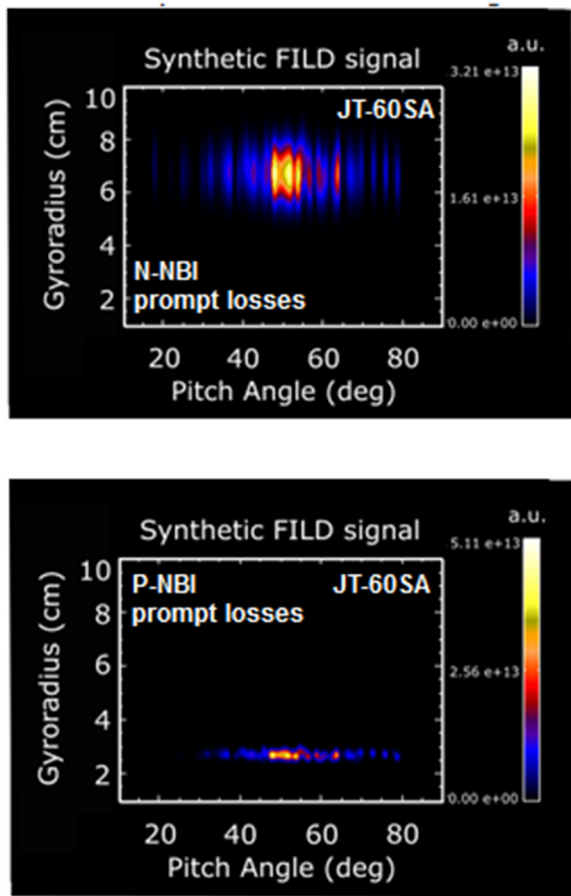 Synthetic FILD signal
a.u.
3.21 e+13
10
JT-60SA
8
Gyroradius (cm)
6
1.61 e+13
4
N-NBI
prompt losses
2
0.00 e+00
20 40 60 80
Pitch Angle (deg)
a.u.
Synthetic FILD signal
5.11 e+13
10
P-NBI JT-60SA
prompt losses
8
Gyroradius (cm)
6
2.56 e+13
4
2
0.00 e+00
20 40 60 80
Pitch Angle (deg)